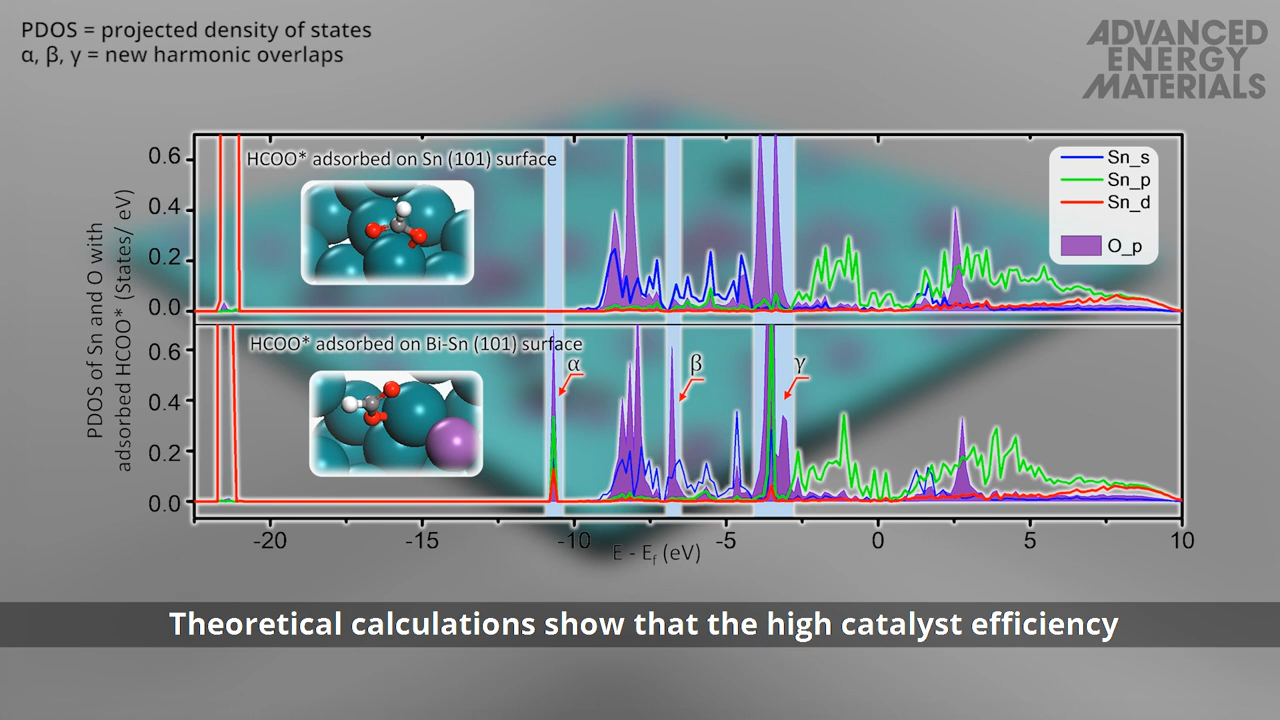 PDOS = projected density of states
α, β, γ = new harmonic overlaps
ADVANCED
ENERGY
MATERIALS
PDOS of Sn and O with
adsorbed HCOO* (States/ eV)
0.6
0.4
0.2
0.0
HCOO* adsorbed on Sn (101) surface
Sn_s
Sn_p
Sn_d
O_p
0.6
0.4
0.2
0.0
HCOO* adsorbed on Bi-Sn (101) surface
α
β
γ
-20
-15
-10
-5
0
5
10
E - Ef (eV)
Theoretical calculations show that the high catalyst efficiency